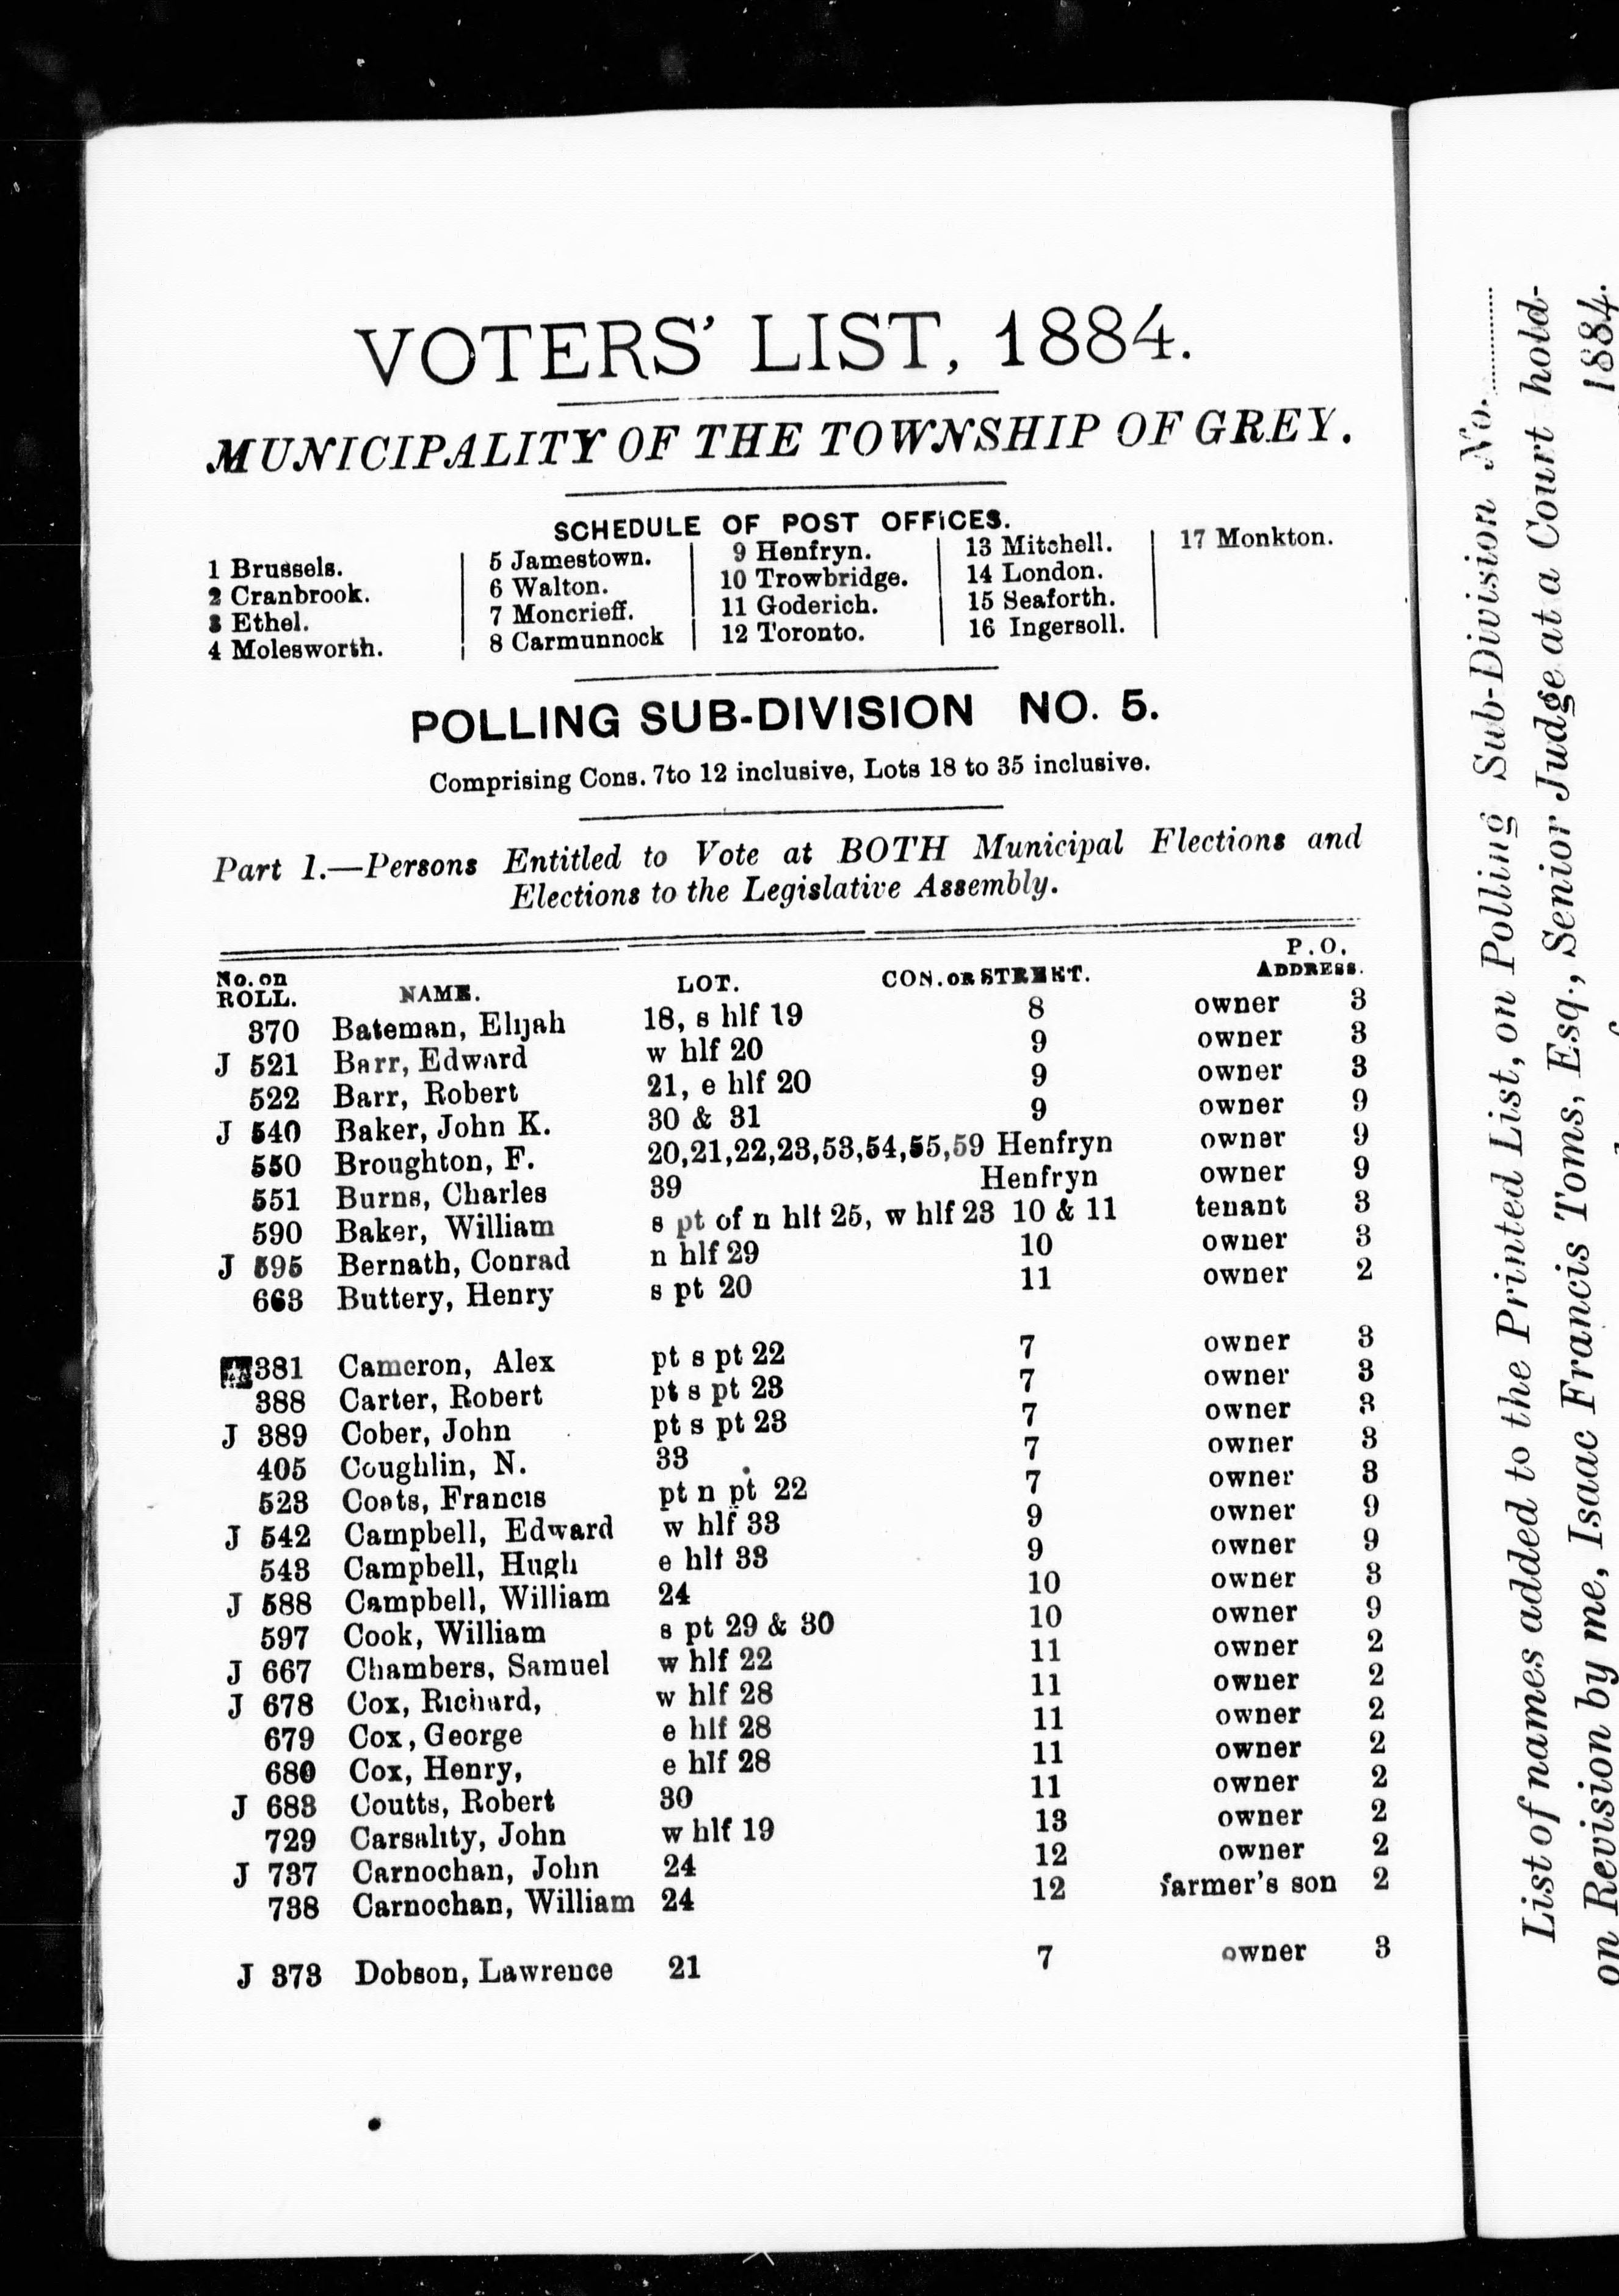 VOTERS' LIST, 1884.
MUNICIPALITY OF THE TOWNSHIP OF GREY.
SCHEDULE OF POST OFFICES.
1 Brussels.
2 Cranbrook.
3 Ethel.
4 Molesworth.
5 Jamestown.
6 Walton.
7 Moncrieff.
8 Carmunnock
9 Henfryn.
10 Trowbridge.
11 Goderich.
12 Toronto.
13 Mitchell.
14 London.
15 Seaforth.
16 Ingersoll.
17 Monkton.
POLLING SUB-DIVISION NO. 5.
Comprising Cons. 7to 12 inclusive, Lots 18 to 35 inclusive.
Part 1.—Persons Entitled to Vote at BOTH Municipal Elections and
Elections to the Legislative Assembly.
No. on ROLL. NAME. LOT. CON. OR STREET. P.O. ADDRESS.
370 Bateman, Elijah 18, s hlf 19 8 owner 3
J 521 Barr, Edward w hlf 20 9 owner 3
522 Barr, Robert 21, e hlf 20 9 owner 3
J 540 Baker, John K. 30 & 31 9 owner 9
550 Broughton, F. 20,21,22,23,53,54,55,59 Henfryn owner 9
551 Burns, Charles 39 Henfryn owner 9
590 Baker, William s pt of n hlf 25, w hlf 23 10 & 11 tenant 3
J 595 Bernath, Conrad n hlf 29 10 owner 3
663 Buttery, Henry s pt 20 11 owner 2
381 Cameron, Alex pt s pt 22 7 owner 3
388 Carter, Robert pt s pt 23 7 owner 3
J 389 Cober, John pt s pt 23 7 owner 3
405 Coughlin, N. 33 7 owner 3
523 Coats, Francis pt n pt 22 7 owner 3
J 542 Campbell, Edward w hlf 33 9 owner 9
543 Campbell, Hugh e hlf 33 9 owner 9
J 588 Campbell, William 24 10 owner 3
597 Cook, William s pt 29 & 30 10 owner 9
J 667 Chambers, Samuel w hlf 22 11 owner 2
J 678 Cox, Richard, w hlf 28 11 owner 2
679 Cox, George e hlf 28 11 owner 2
680 Cox, Henry, e hlf 28 11 owner 2
J 683 Coutts, Robert 30 11 owner 2
729 Carsality, John w hlf 19 13 owner 2
J 737 Carnochan, John 24 12 owner 2
738 Carnochan, William 24 12 farmer's son 2
J 373 Dobson, Lawrence 21 7 owner 3
List of names added to the Printed List, on Polling Sub-Division No.............
on Revision by me, Isaac Francis Toms, Esq., Senior Judge at a Court hold-
1884.